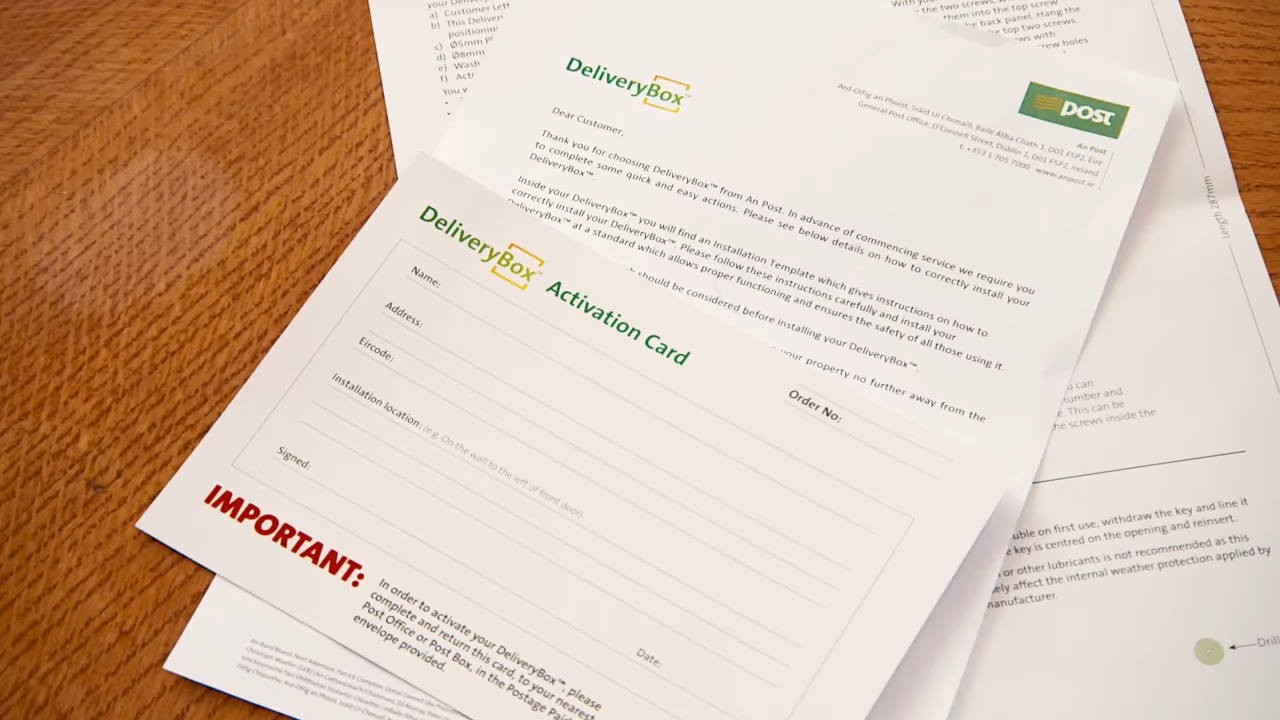 your Deliver
a) Customer Lett
b) This Deliver
positioning
c) Ø5mm pl
d) Ø8mm
e) Wash
f) Acti
You
the two screws,
them into the top screw
e back panel. Hang the
top two screws
with
screw holes
DeliveryBox™
post
Ard-Oifig an Phoist, Sráid Uí Chonaill, Baile Átha Cliath 1, D01 F5P2, Éire
General Post Office, O'Connell Street, Dublin 1, D01 F5P2, Ireland
An Post
t: +353 1 705 7000 www.anpost.ie
Dear Customer,
Thank you for choosing DeliveryBox™ from An Post. In advance of commencing service we require you
to complete some quick and easy actions. Please see below details on how to correctly install your
DeliveryBox™.
Inside your DeliveryBox™ you will find an Installation Template which gives instructions on how to
correctly install your DeliveryBox™. Please follow these instructions carefully and install your
DeliveryBox™ at a standard which allows proper functioning and ensures the safety of all those using it.
h should be considered before installing your DeliveryBox™.
your property no further away from the
Length 287mm
DeliveryBox™ Activation Card
Name:
Order No:
Address:
Eircode:
Installation location: (e.g. On the wall to the left of front door)
Signed:
Date:
IMPORTANT:
In order to activate your DeliveryBox™, please
complete and return this card, to your nearest
Post Office or Post Box, in the Postage Paid
envelope provided.
u can
umber and
e. This can be
he screws inside the
uble on first use, withdraw the key and line it
e key is centred on the opening and reinsert.
or other lubricants is not recommended as this
ely affect the internal weather protection applied by
manufacturer.
Drill